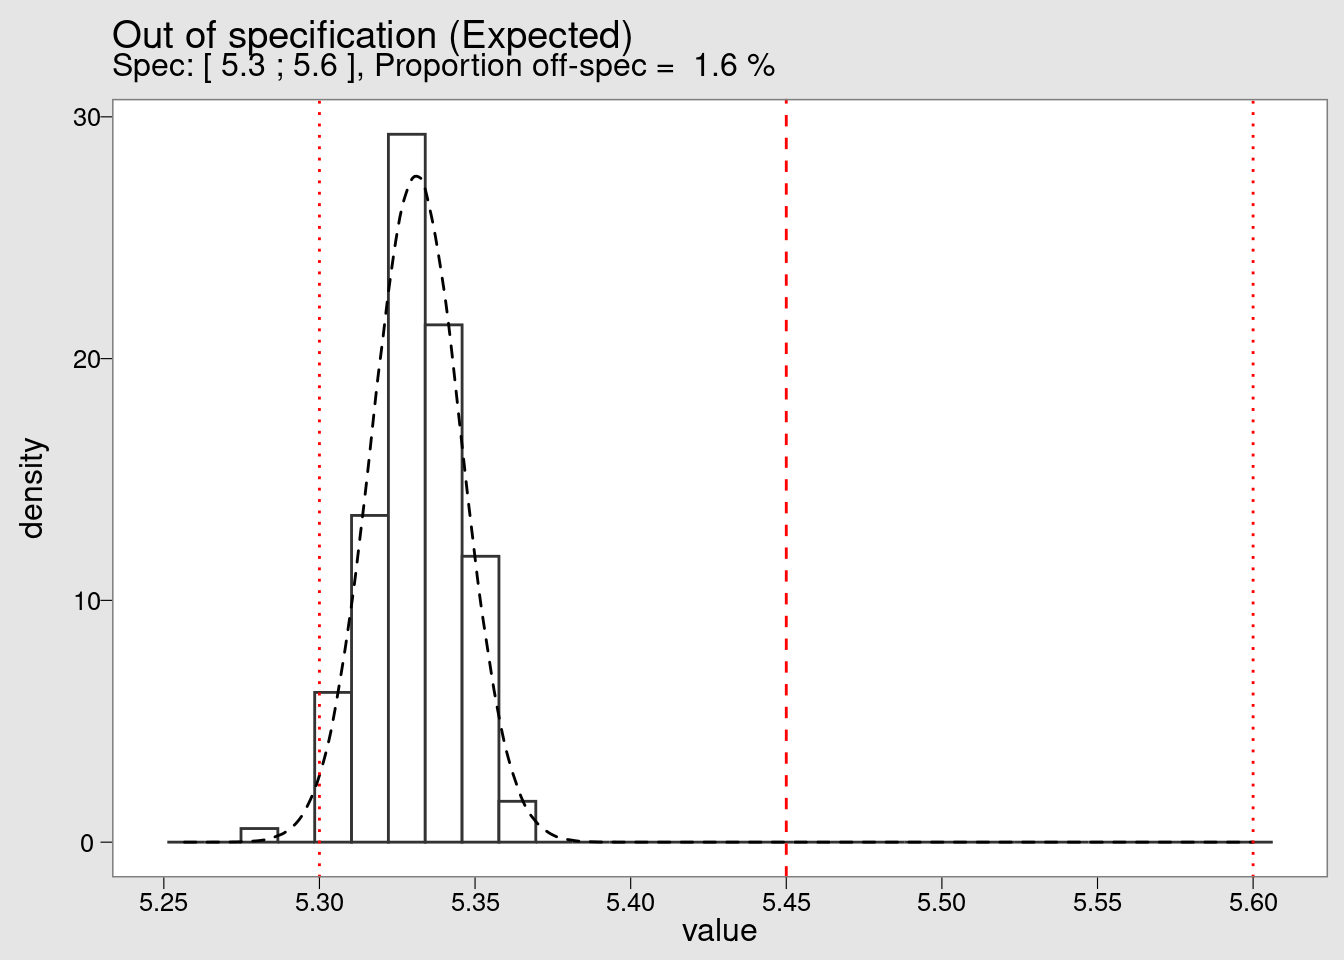 Out of specification (Expected)
Spec: [ 5.3 ; 5.6 ], Proportion off-spec =  1.6 %
30
20
10
0
density
5.25 5.30 5.35 5.40 5.45 5.50 5.55 5.60
value